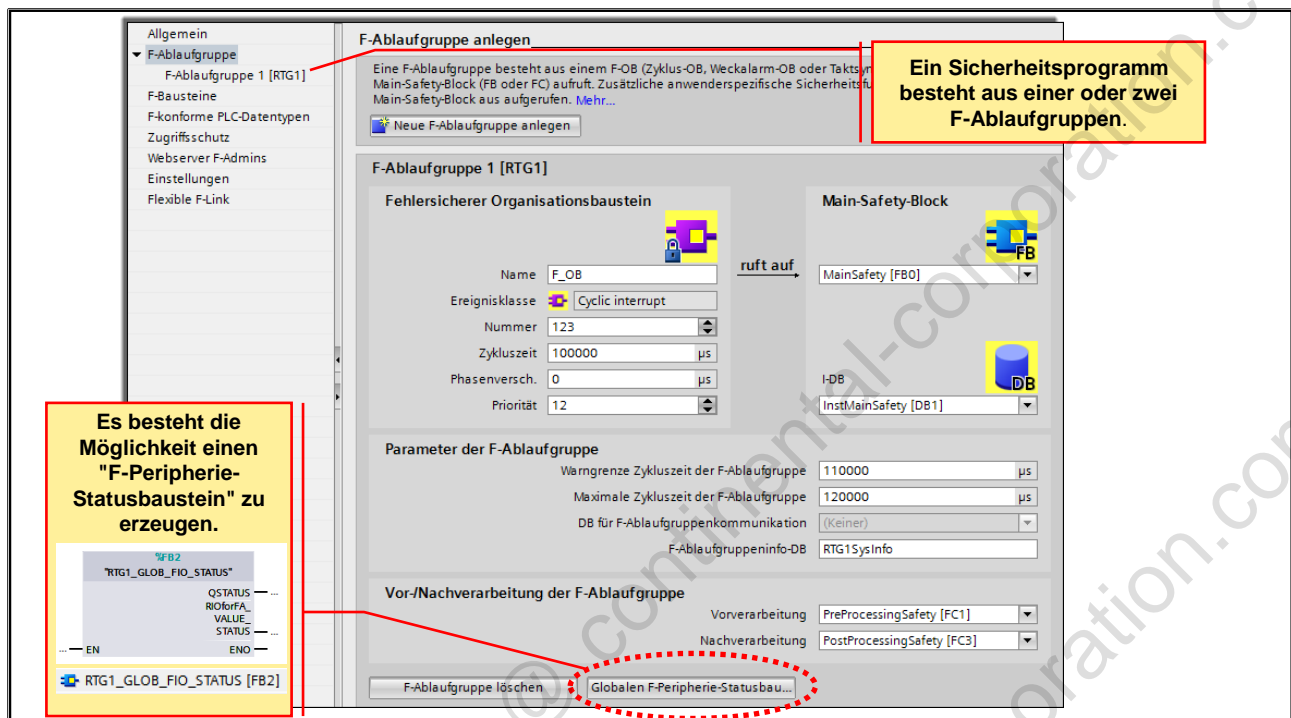 Allgemein
F-Ablaufgruppe
F-Ablaufgruppe 1 [RTG1]
F-Bausteine
F-konforme PLC-Datentypen
Zugriffsschutz
Webserver F-Admins
Einstellungen
Flexible F-Link
F-Ablaufgruppe anlegen
Eine F-Ablaufgruppe besteht aus einem F-OB (Zyklus-OB, Weckalarm-OB oder
Main-Safety-Block (FB oder FC) aufruft. Zusätzliche anwenderspezifische
Main-Safety-Block aus aufgerufen. Mehr...
Neue F-Ablaufgruppe anlegen
Ein Sicherheitsprogramm
besteht aus einer oder zwei
F-Ablaufgruppen.
F-Ablaufgruppe 1 [RTG1]
Fehlersicherer Organisationsbaustein
Name F_OB
Ereignisklasse Cyclic interrupt
Nummer 123
Zykluszeit 100000 µs
Phasenversch. 0 µs
Priorität 12
ruft auf
Main-Safety-Block
FB
MainSafety [FB0]
DB
I-DB
InstMainSafety [DB1]
Parameter der F-Ablaufgruppe
Warngrenze Zykluszeit der F-Ablaufgruppe 110000 µs
Maximale Zykluszeit der F-Ablaufgruppe 120000 µs
DB für F-Ablaufgruppenkommunikation (Keiner)
F-Ablaufgruppeninfo-DB RTG1SysInfo
Vor-/Nachverarbeitung der F-Ablaufgruppe
Vorverarbeitung PreProcessingSafety [FC1]
Nachverarbeitung PostProcessingSafety [FC3]
F-Ablaufgruppe löschen
Globalen F-Peripherie-Statusbau...
Es besteht die
Möglichkeit einen
"F-Peripherie-
Statusbaustein" zu
erzeugen.
%FB2
"RTG1_GLOB_FIO_STATUS"
QSTATUS ...
RIOforFA_
VALUE_
STATUS ...
... EN ENO
RTG1_GLOB_FIO_STATUS [FB2]
@ continental-corporation.com